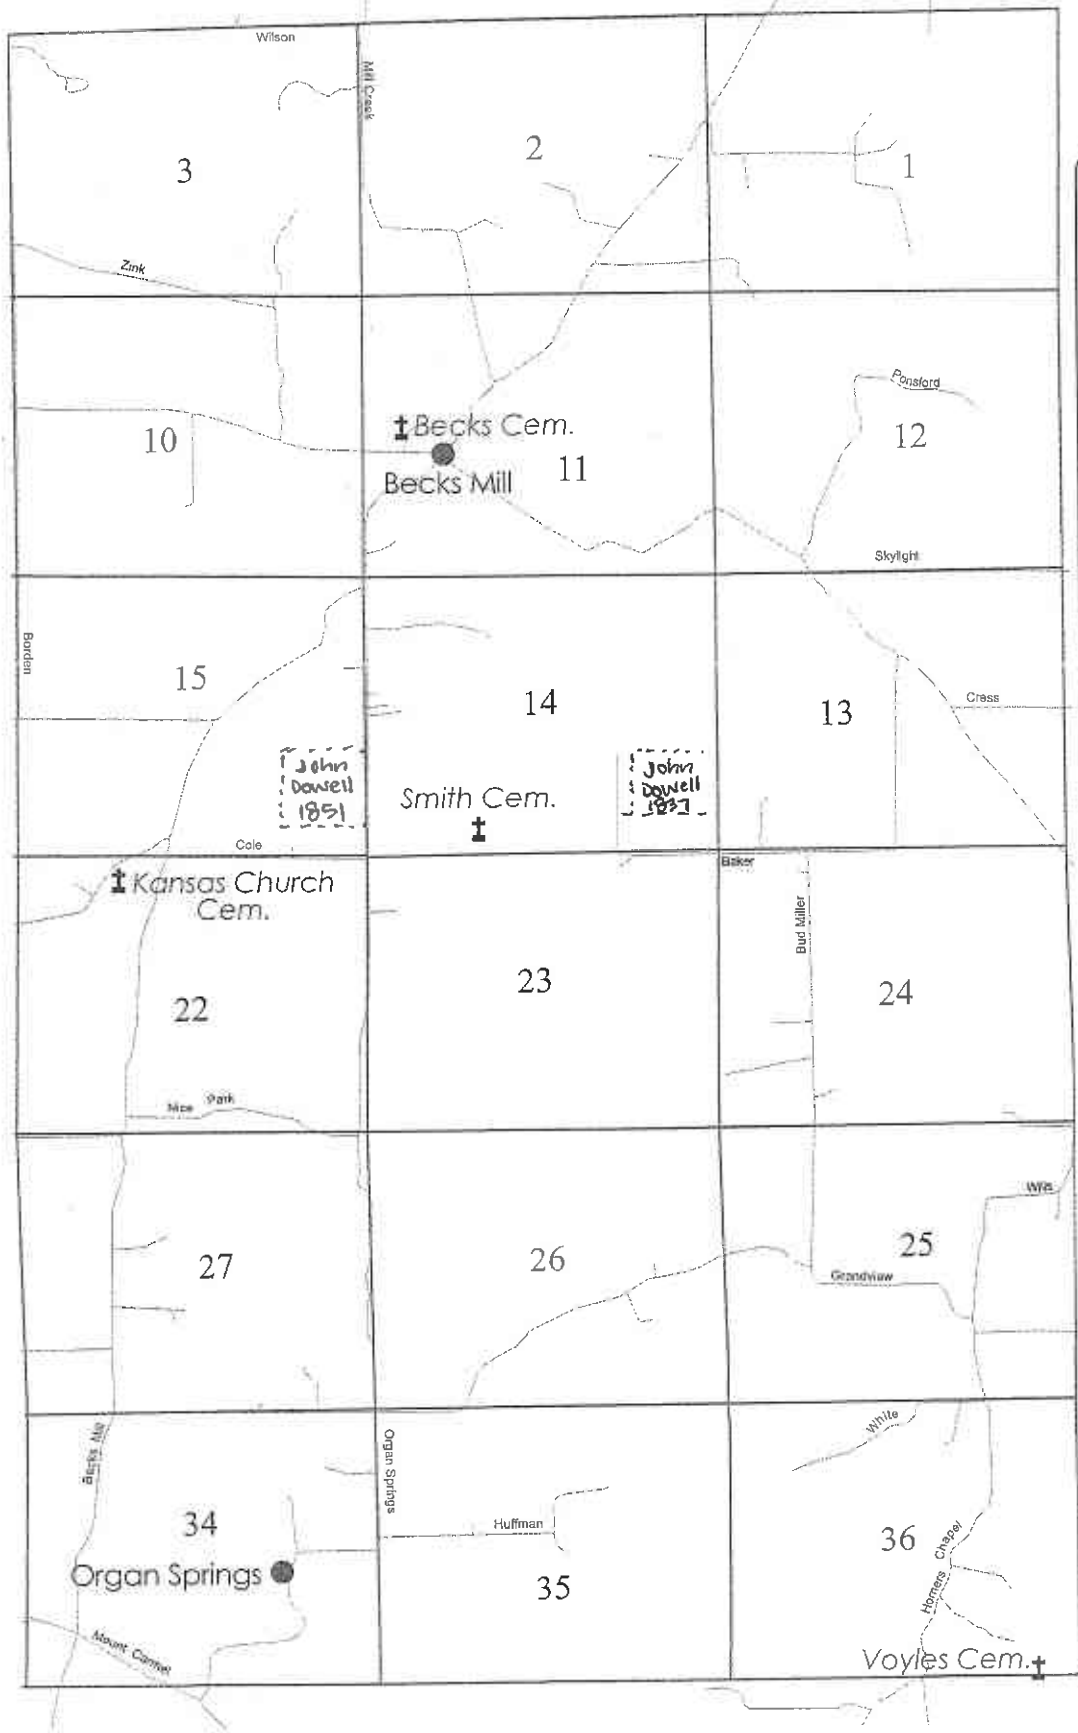 Wilson
Mill Creek
3
2
1
Zink
Ponsford
Becks Cem.
10
Becks Mill
11
12
Skylight
Borden
15
14
13
Cress
John
Dowell
1851
Smith Cem.
John
Dowell
1837
Cole
Baker
Kansas Church
Cem.
Bud Miller
22
23
24
Nice Park
27
26
25
Wills
Grandview
Becks Mill
Organ Springs
White
34
Huffman
36
Organ Springs
35
Homers Chapel
Mount Carmel
Voyles Cem.